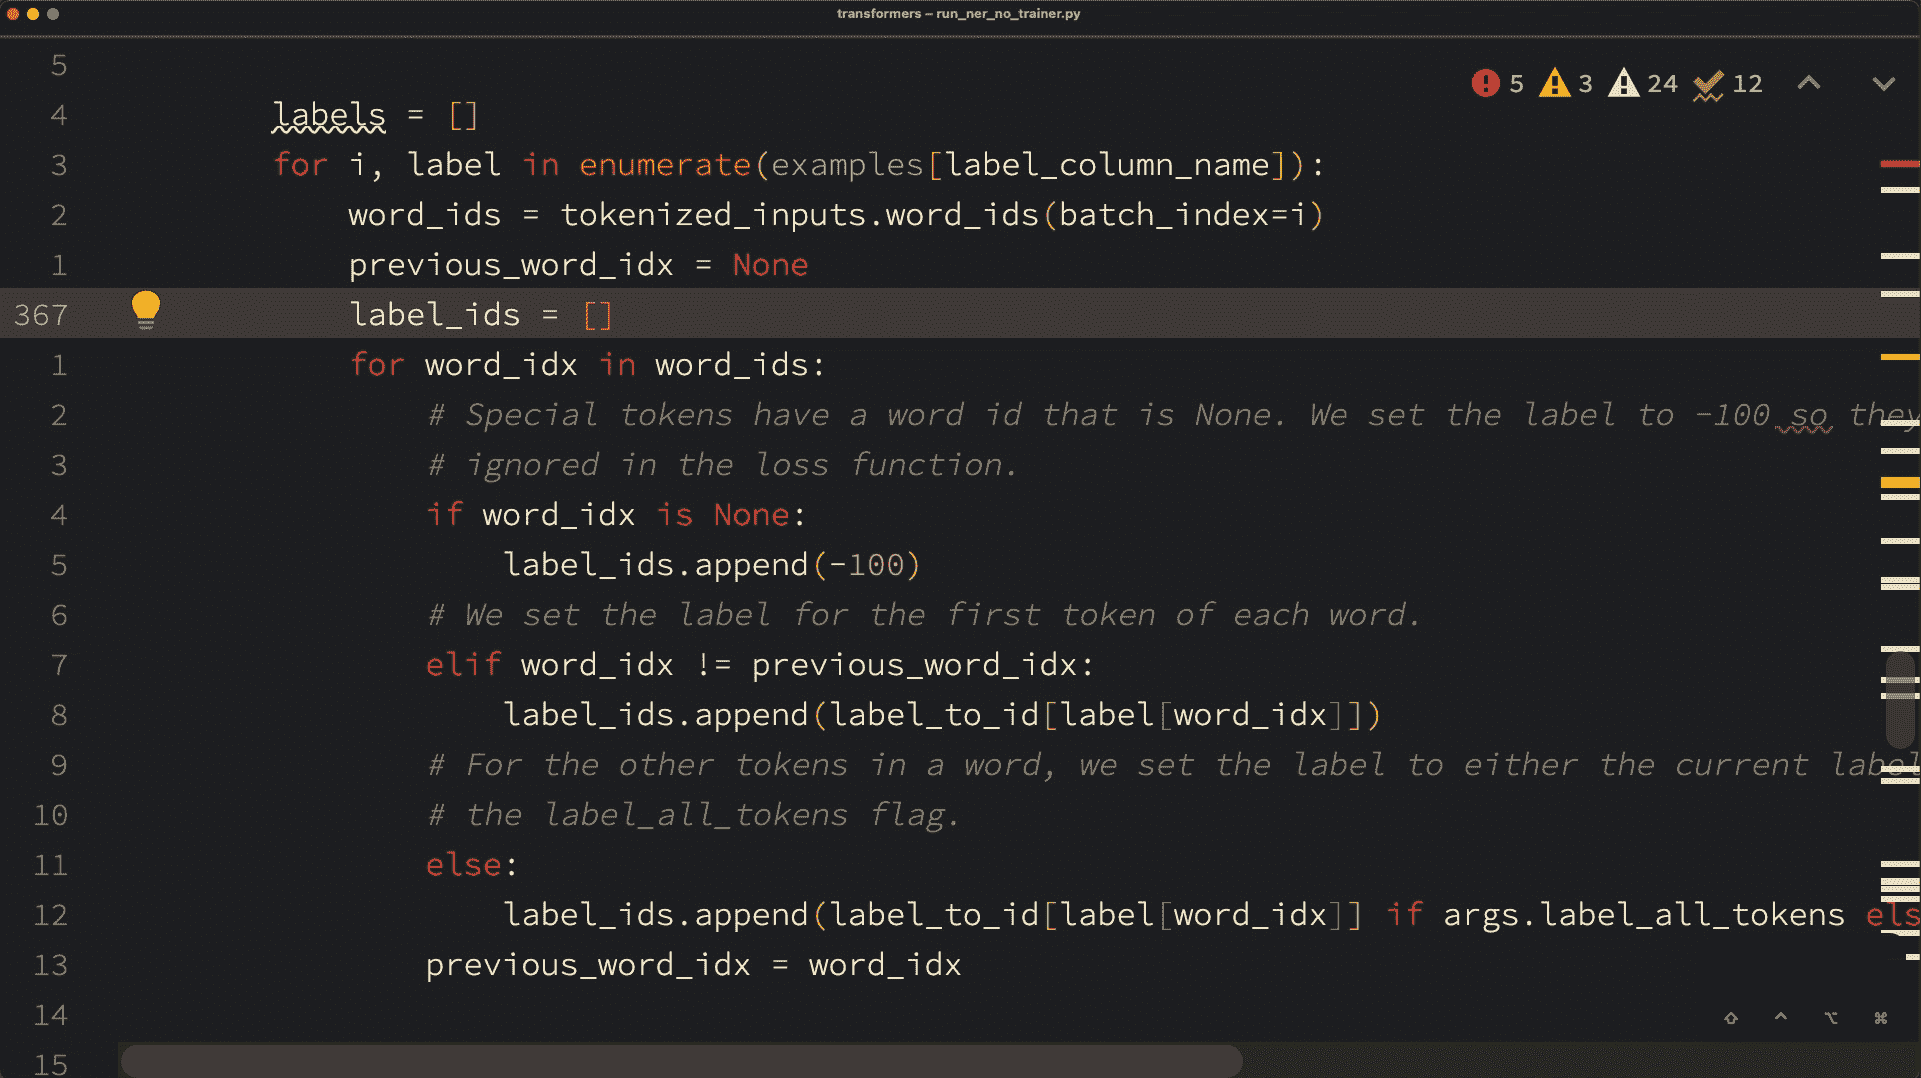 transformers – run_ner_no_trainer.py
5
5 3 24 12
4 labels = []
3 for i, label in enumerate(examples[label_column_name]):
2 word_ids = tokenized_inputs.word_ids(batch_index=i)
1 previous_word_idx = None
367 label_ids = []
1 for word_idx in word_ids:
2 # Special tokens have a word id that is None. We set the label to -100 so they
3 # ignored in the loss function.
4 if word_idx is None:
5 label_ids.append(-100)
6 # We set the label for the first token of each word.
7 elif word_idx != previous_word_idx:
8 label_ids.append(label_to_id[label[word_idx]])
9 # For the other tokens in a word, we set the label to either the current label
10 # the label_all_tokens flag.
11 else:
12 label_ids.append(label_to_id[label[word_idx]] if args.label_all_tokens els
13 previous_word_idx = word_idx
14
15